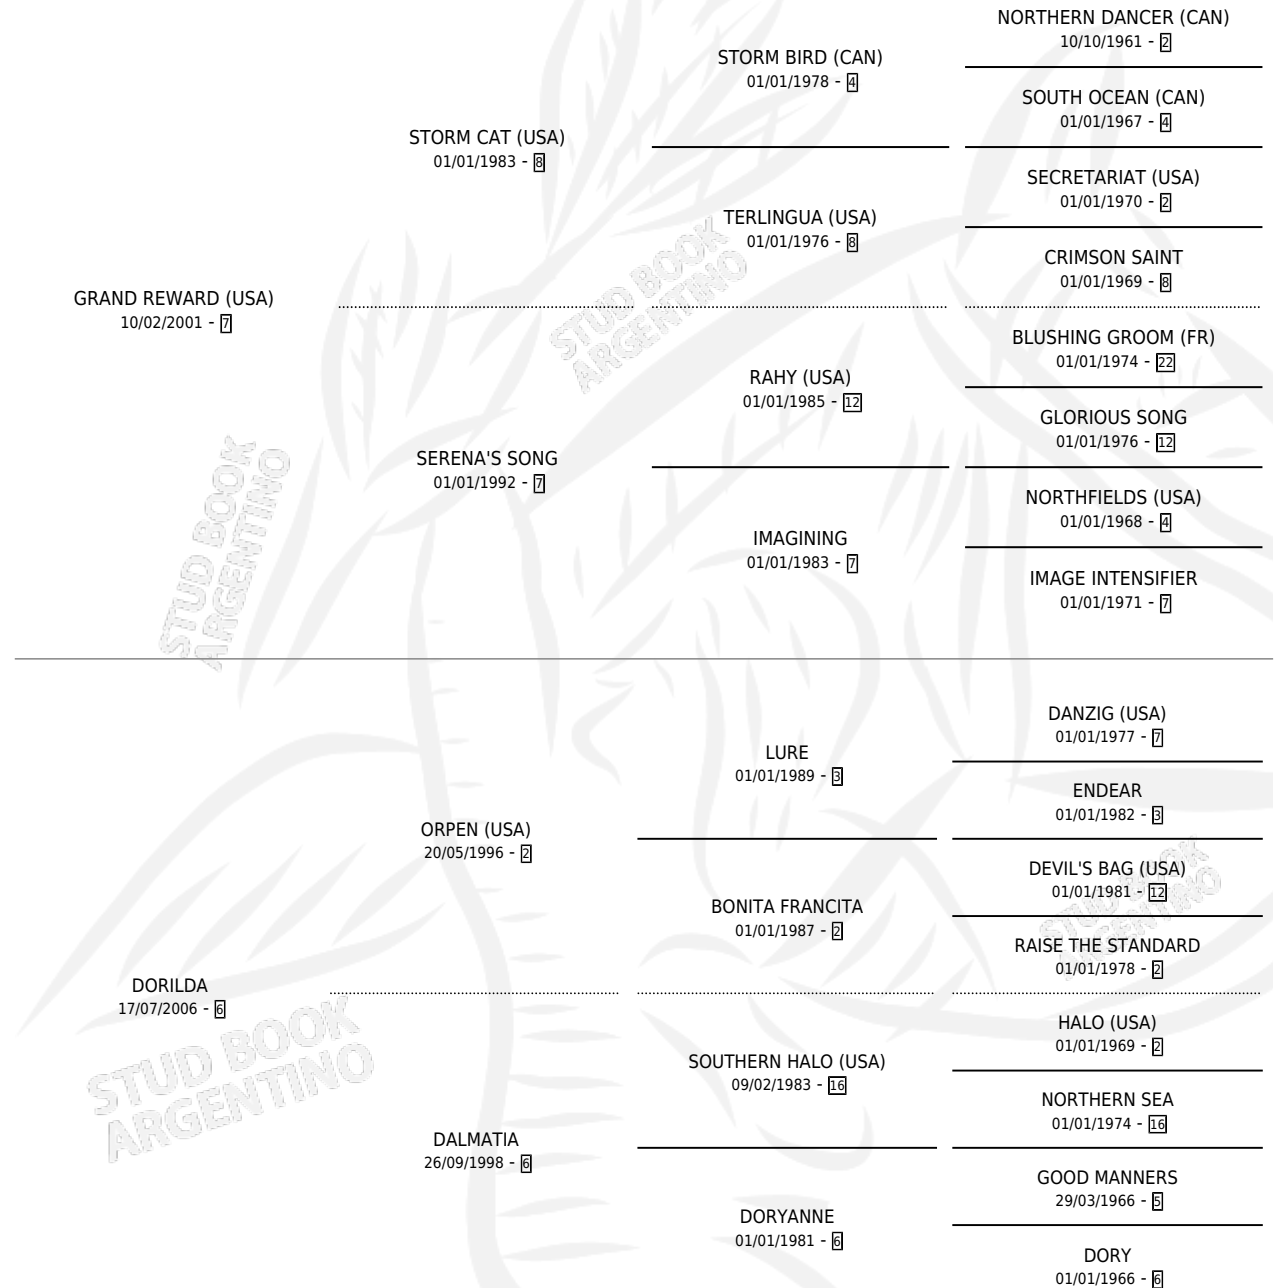 NORTHERN DANCER (CAN)
10/10/1961 - 2
STORM BIRD (CAN)
01/01/1978 - 4
SOUTH OCEAN (CAN)
01/01/1967 - 4
STORM CAT (USA)
01/01/1983 - 8
SECRETARIAT (USA)
01/01/1970 - 2
TERLINGUA (USA)
01/01/1976 - 8
CRIMSON SAINT
01/01/1969 - 8
GRAND REWARD (USA)
10/02/2001 - 7
STUD BOOK
ARGENTINO
BLUSHING GROOM (FR)
01/01/1974 - 22
RAHY (USA)
01/01/1985 - 12
GLORIOUS SONG
01/01/1976 - 12
SERENA'S SONG
01/01/1992 - 7
NORTHFIELDS (USA)
01/01/1968 - 4
IMAGINING
01/01/1983 - 7
IMAGE INTENSIFIER
01/01/1971 - 7
STUD BOOK
ARGENTINO
DANZIG (USA)
01/01/1977 - 7
LURE
01/01/1989 - 3
ENDEAR
01/01/1982 - 3
ORPEN (USA)
20/05/1996 - 2
DEVIL'S BAG (USA)
01/01/1981 - 12
STUD BOOK
ARGENTINO
BONITA FRANCITA
01/01/1987 - 2
RAISE THE STANDARD
01/01/1978 - 2
DORILDA
17/07/2006 - 6
STUD BOOK
ARGENTINO
HALO (USA)
01/01/1969 - 2
SOUTHERN HALO (USA)
09/02/1983 - 16
NORTHERN SEA
01/01/1974 - 16
DALMATIA
26/09/1998 - 6
GOOD MANNERS
29/03/1966 - 5
DORYANNE
01/01/1981 - 6
DORY
01/01/1966 - 6